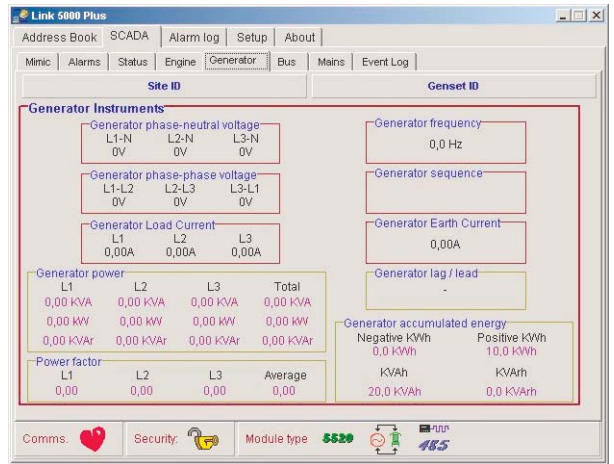 Link 5000 Plus
Address Book SCADA Alarm log Setup About
Mimic Alarms Status Engine Generator Bus Mains Event Log
Site ID Genset ID
Generator Instruments
Generator phase-neutral voltage
L1-N L2-N L3-N
0V 0V 0V
Generator phase-phase voltage
L1-L2 L2-L3 L3-L1
0V 0V 0V
Generator Load Current
L1 L2 L3
0,00A 0,00A 0,00A
Generator frequency
0,0 Hz
Generator sequence
Generator Earth Current
0,00A
Generator lag / lead
-
Generator power
L1 L2 L3 Total
0,00 KVA 0,00 KVA 0,00 KVA 0,00 KVA
0,00 kW 0,00 kW 0,00 kW 0,00 kW
0,00 KVAr 0,00 KVAr 0,00 KVAr 0,00 KVAr
Power factor
L1 L2 L3 Average
0,00 0,00 0,00 0,00
Generator accumulated energy
Negative KWh Positive KWh
0,0 KWh 10,0 KWh
KVAh KVArh
20,0 KVAh 0,0 KVArh
Comms. Security: Module type 5520 485